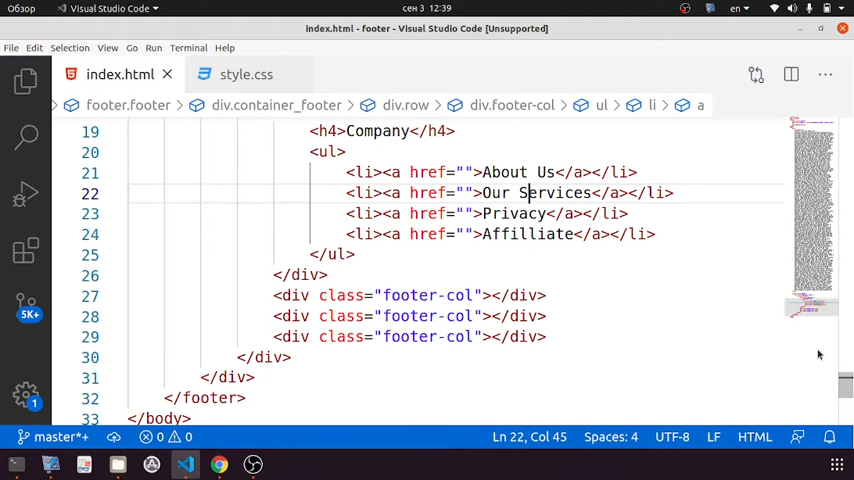 Обзор Visual Studio Code сен 3 12:39 en
index.html - footer - Visual Studio Code [Unsupported]
File Edit Selection View Go Run Terminal Help
index.html style.css
footer.footer > div.container_footer > div.row > div.footer-col > ul > li > a
19 <h4>Company</h4>
20 <ul>
21 <li><a href="">About Us</a></li>
22 <li><a href="">Our Services</a></li>
23 <li><a href="">Privacy</a></li>
24 <li><a href="">Affilliate</a></li>
25 </ul>
26 </div>
27 <div class="footer-col"></div>
28 <div class="footer-col"></div>
29 <div class="footer-col"></div>
30 </div>
31 </div>
32 </footer>
33 </body>
5K+
1
master*+ 0 0 Ln 22, Col 45 Spaces: 4 UTF-8 LF HTML